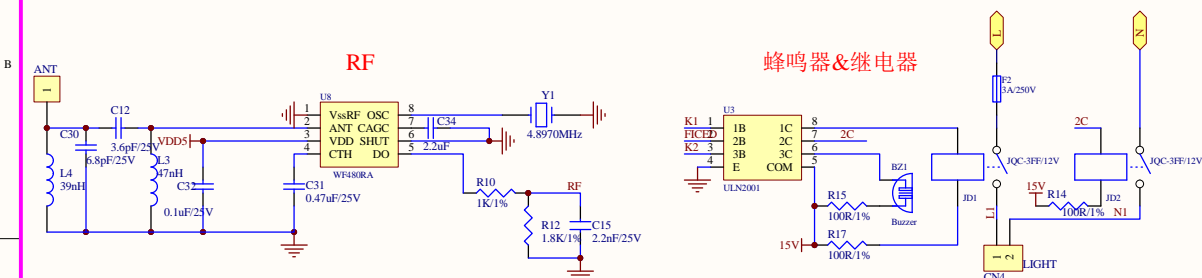 B
ANT
1
RF
C30
6.8pF/25V
C12
3.6pF/25V
L4
39nH
L3
47nH
VDD5
C32
0.1uF/25V
C31
0.47uF/25V
U8
1 VssRF OSC 8
2 ANT CAGC 7
3 VDD SHUT 6
4 CTH DO 5
WF480RA
C34
2.2uF
Y1
4.8970MHz
R10
1K/1%
RF
R12
1.8K/1%
C15
2.2nF/25V
蜂鸣器&继电器
U3
K1 1 1B 1C 8
2 2B 2C 7 2C
K2 3 3B 3C 6
4 E COM 5
ULN2001
BZ1
Buzzer
R15
100R/1%
R17
100R/1%
15V
L
F2
3A/250V
JQC-3FF/12V
JD1
L1
N
2C
JQC-3FF/12V
15V
R14
100R/1%
JD2
N1
1
2
LIGHT
CN4